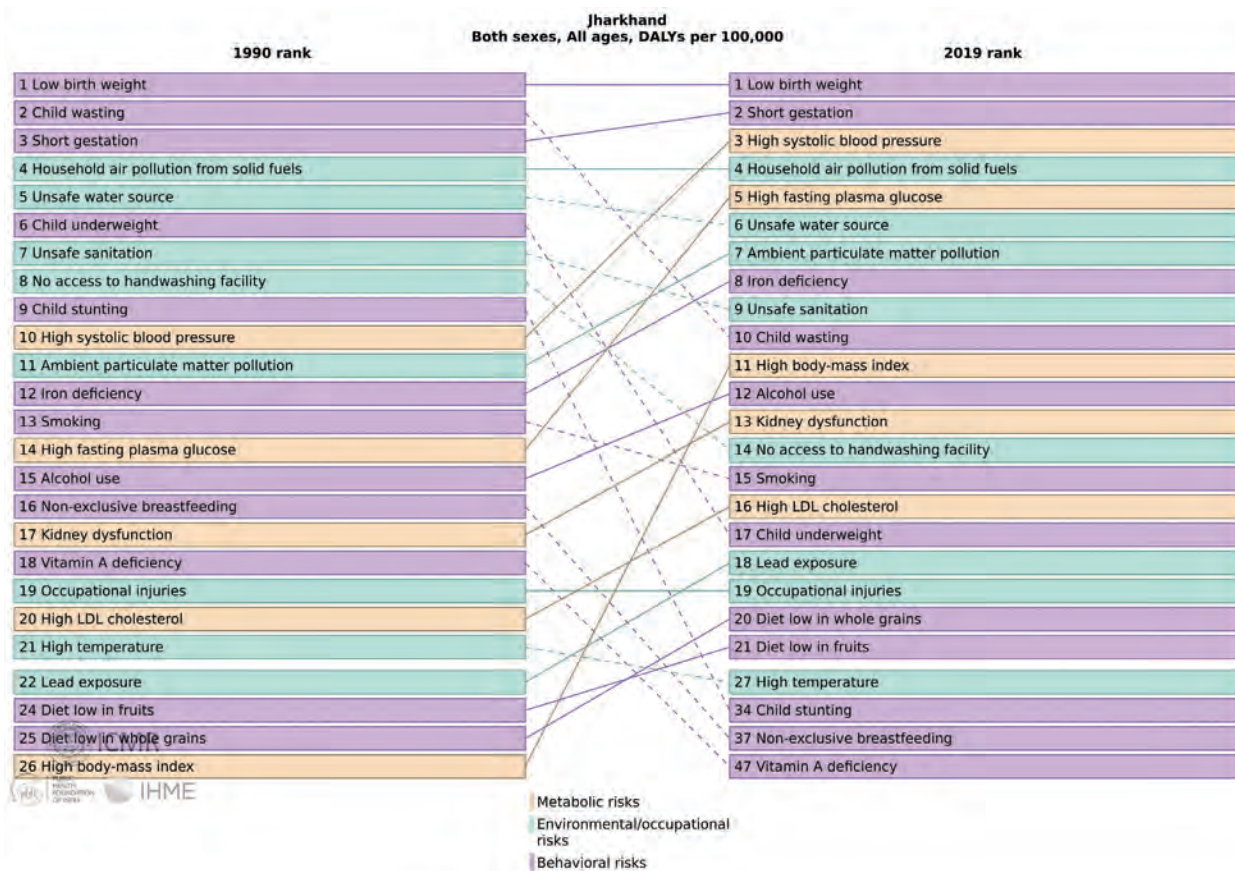 Jharkhand
Both sexes, All ages, DALYs per 100,000
1990 rank
1 Low birth weight
2 Child wasting
3 Short gestation
4 Household air pollution from solid fuels
5 Unsafe water source
6 Child underweight
7 Unsafe sanitation
8 No access to handwashing facility
9 Child stunting
10 High systolic blood pressure
11 Ambient particulate matter pollution
12 Iron deficiency
13 Smoking
14 High fasting plasma glucose
15 Alcohol use
16 Non-exclusive breastfeeding
17 Kidney dysfunction
18 Vitamin A deficiency
19 Occupational injuries
20 High LDL cholesterol
21 High temperature
22 Lead exposure
24 Diet low in fruits
25 Diet low in whole grains
26 High body-mass index
2019 rank
1 Low birth weight
2 Short gestation
3 High systolic blood pressure
4 Household air pollution from solid fuels
5 High fasting plasma glucose
6 Unsafe water source
7 Ambient particulate matter pollution
8 Iron deficiency
9 Unsafe sanitation
10 Child wasting
11 High body-mass index
12 Alcohol use
13 Kidney dysfunction
14 No access to handwashing facility
15 Smoking
16 High LDL cholesterol
17 Child underweight
18 Lead exposure
19 Occupational injuries
20 Diet low in whole grains
21 Diet low in fruits
27 High temperature
34 Child stunting
37 Non-exclusive breastfeeding
47 Vitamin A deficiency
ICMR
PUBLIC
HEALTH
FOUNDATION
OF INDIA
IHME
Metabolic risks
Environmental/occupational
risks
Behavioral risks